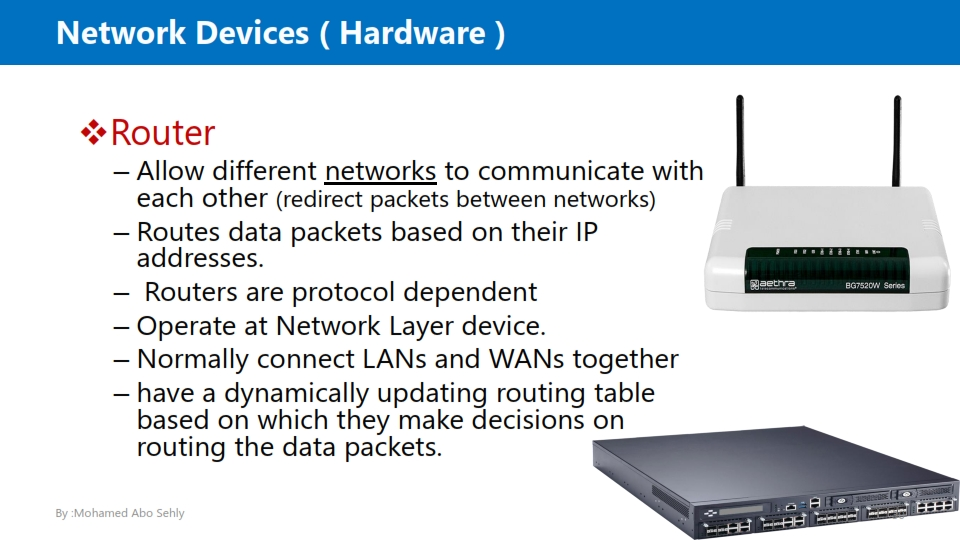 Network Devices ( Hardware )
❖Router
– Allow different networks to communicate with
each other (redirect packets between networks)
– Routes data packets based on their IP
addresses.
– Routers are protocol dependent
– Operate at Network Layer device.
– Normally connect LANs and WANs together
– have a dynamically updating routing table
based on which they make decisions on
routing the data packets.
aethra
BG7520W Series
By :Mohamed Abo Sehly